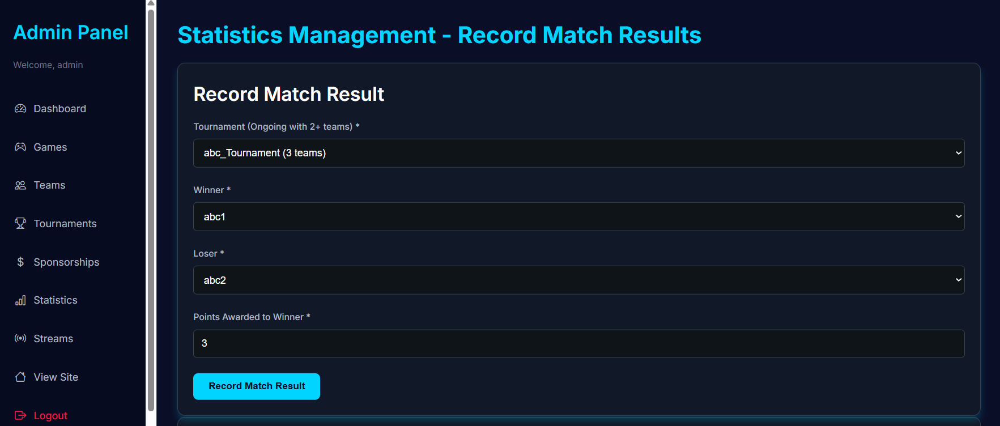 Admin Panel
Welcome, admin
Dashboard
Games
Teams
Tournaments
Sponsorships
Statistics
Streams
View Site
Logout
Statistics Management - Record Match Results
Record Match Result
Tournament (Ongoing with 2+ teams) *
abc_Tournament (3 teams)
Winner *
abc1
Loser *
abc2
Points Awarded to Winner *
3
Record Match Result